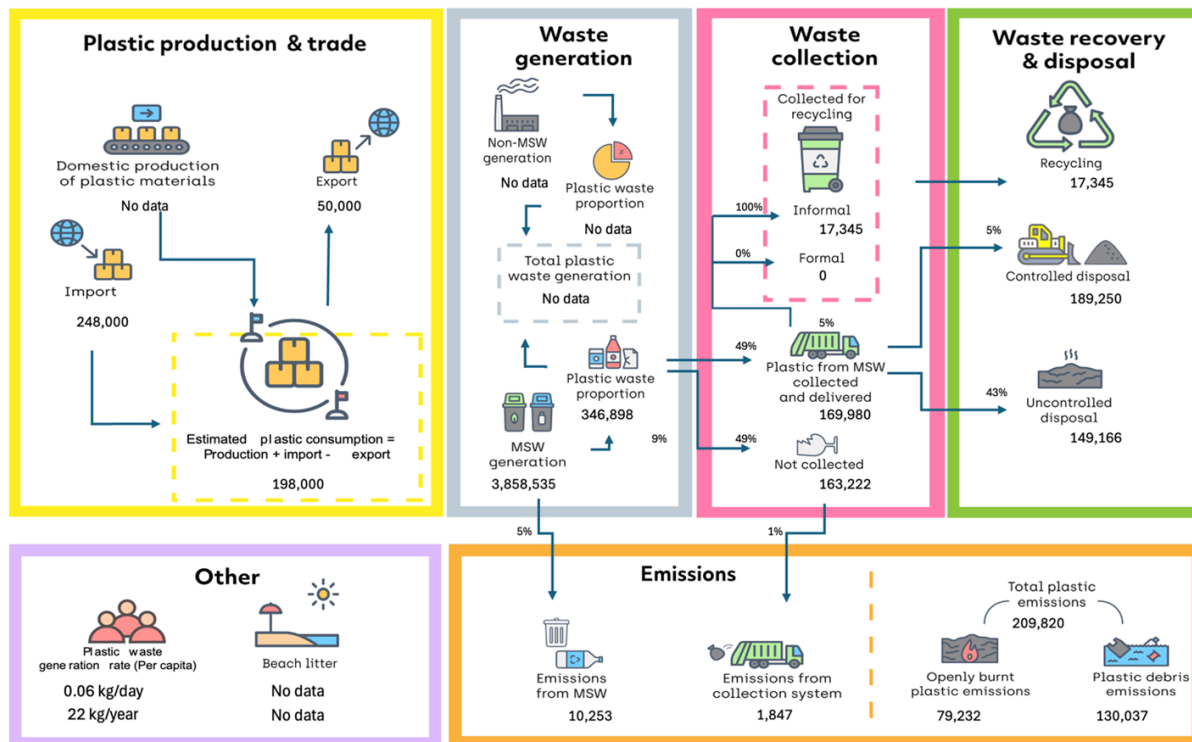 Plastic production & trade
Domestic production
of plastic materials
No data
Export
50,000
Import
248,000
Estimated plastic consumption =
Production + import - export
198,000
Waste
generation
Non-MSW
generation
No data
Plastic waste
proportion
No data
Total plastic
waste generation
No data
Plastic waste
proportion
346,898
MSW
generation
3,858,535
9%
Waste
collection
Collected for
recycling
100%
Informal
17,345
0%
Formal
0
5%
49%
Plastic from MSW
collected
and delivered
169,980
49%
Not collected
163,222
Waste recovery
& disposal
Recycling
17,345
5%
Controlled disposal
189,250
43%
Uncontrolled
disposal
149,166
5%
1%
Other
Plastic waste
generation rate (Per capita)
0.06 kg/day
22 kg/year
Beach litter
No data
No data
Emissions
Emissions
from MSW
10,253
Emissions from
collection system
1,847
Total plastic
emissions
209,820
Openly burnt
plastic emissions
79,232
Plastic debris
emissions
130,037